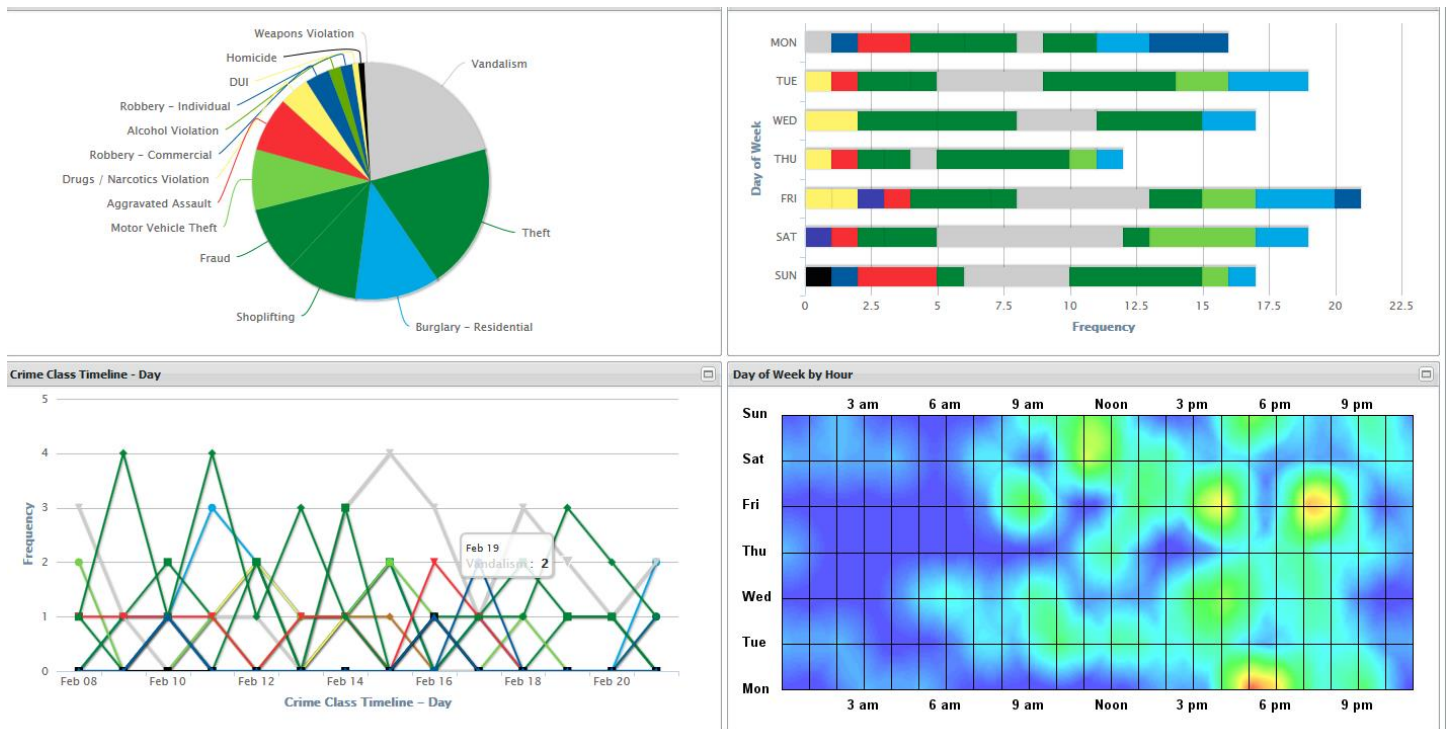 Weapons Violation
Homicide
DUI
Robbery - Individual
Alcohol Violation
Robbery - Commercial
Drugs / Narcotics Violation
Aggravated Assault
Motor Vehicle Theft
Fraud
Shoplifting
Vandalism
Theft
Burglary - Residential
Day of Week
MON
TUE
WED
THU
FRI
SAT
SUN
0 2.5 5 7.5 10 12.5 15 17.5 20 22.5
Frequency
Crime Class Timeline - Day
Frequency
5
4
3
2
1
0
Feb 19
Vandalism: 2
Feb 08 Feb 10 Feb 12 Feb 14 Feb 16 Feb 18 Feb 20
Crime Class Timeline - Day
Day of Week by Hour
3 am 6 am 9 am Noon 3 pm 6 pm 9 pm
Sun
Sat
Fri
Thu
Wed
Tue
Mon
3 am 6 am 9 am Noon 3 pm 6 pm 9 pm